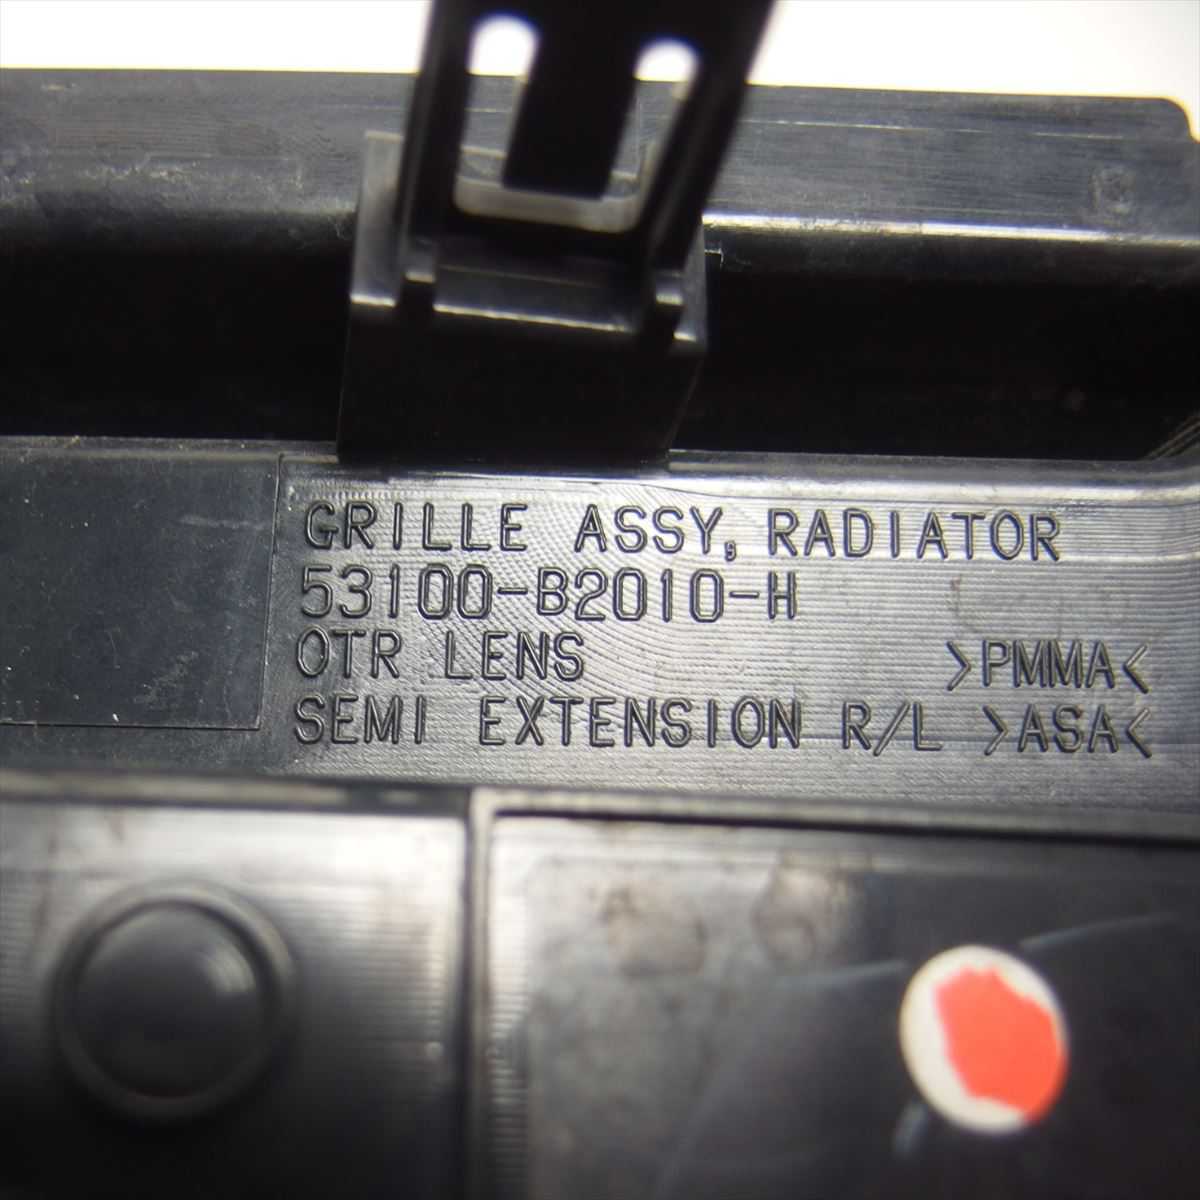 GRILLE ASSY, RADIATOR
53100-B2010-H
OTR LENS >PMMA<
SEMI EXTENSION R/L >ASA<